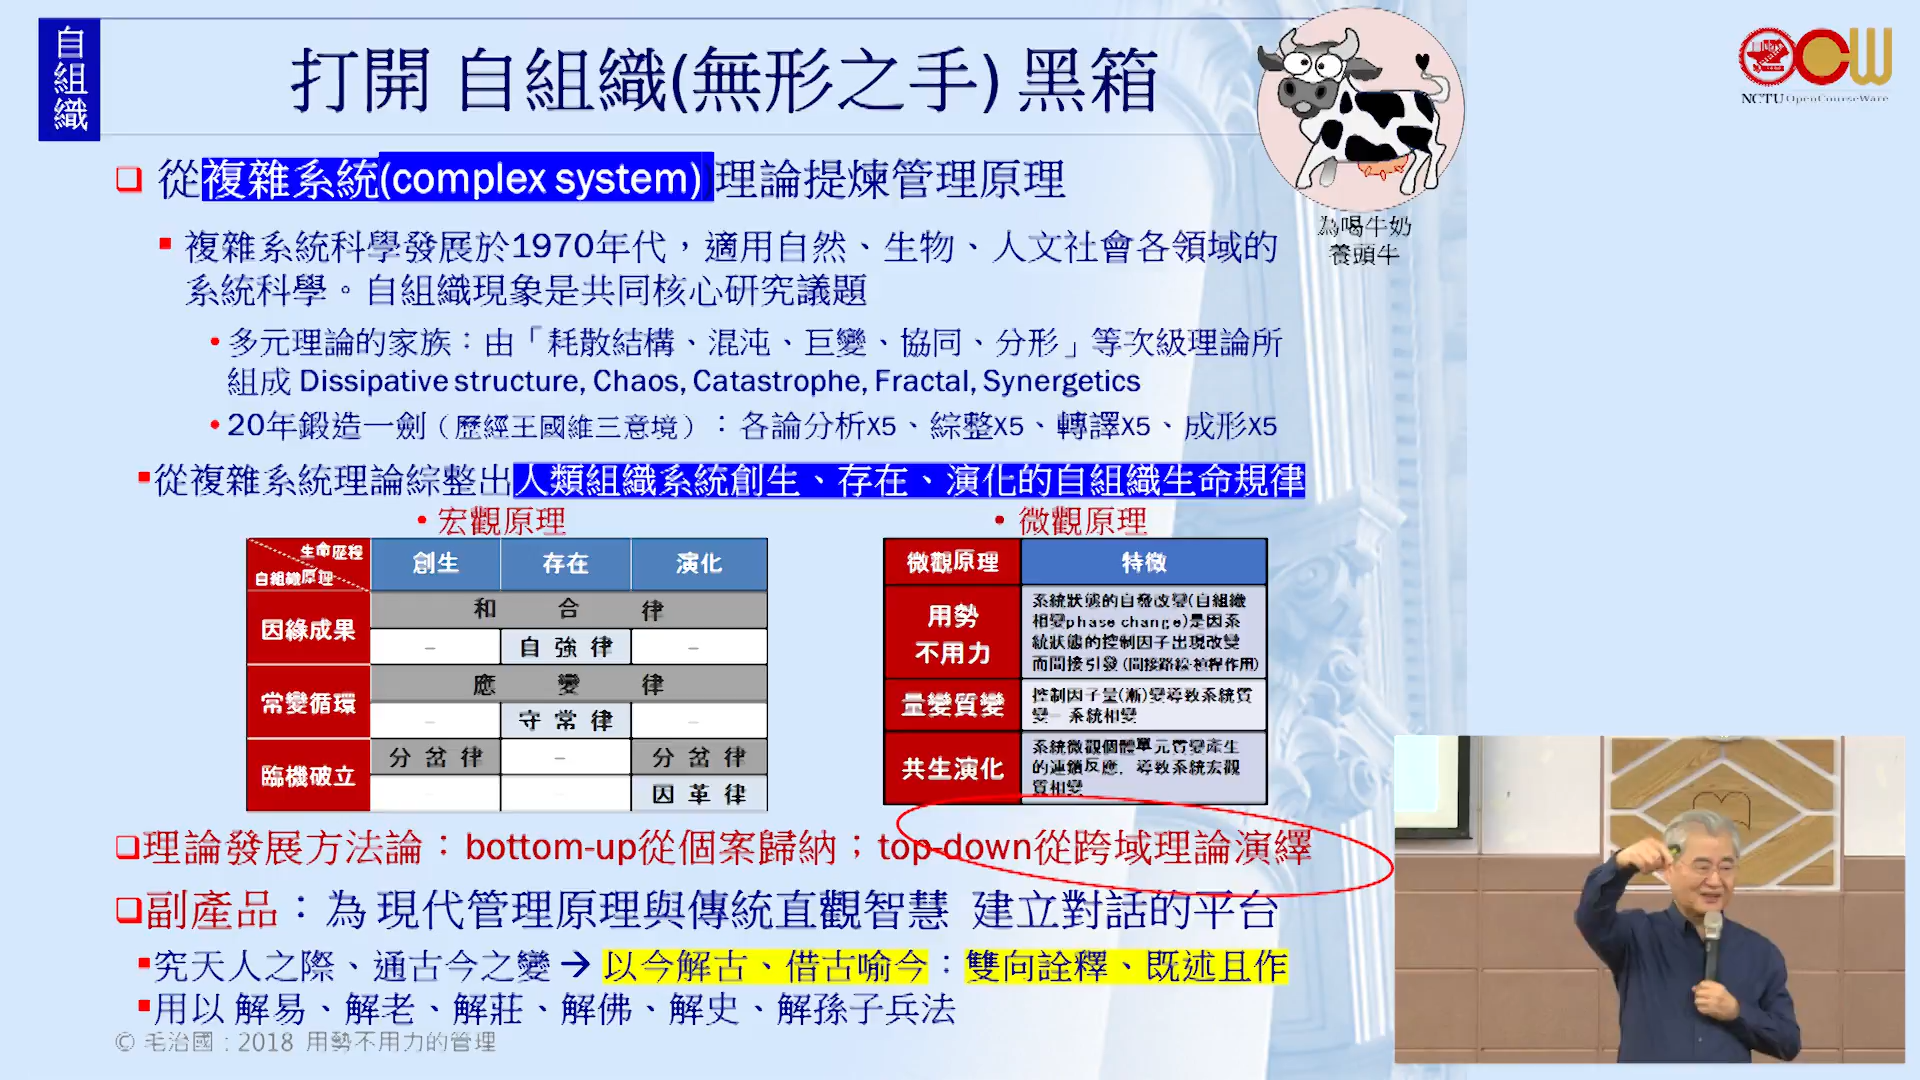 自組織
打開 自組織(無形之手) 黑箱
NCTU OpenCourseWare
為喝牛奶
養頭牛
從複雜系統(complex system)理論提煉管理原理
複雜系統科學發展於1970年代，適用自然、生物、人文社會各領域的
系統科學。自組織現象是共同核心研究議題
多元理論的家族：由「耗散結構、混沌、巨變、協同、分形」等次級理論所
組成 Dissipative structure, Chaos, Catastrophe, Fractal, Synergetics
20年鍛造一劍（歷經王國維三意境）：各論分析X5、綜整X5、轉譯X5、成形X5
從複雜系統理論綜整出人類組織系統創生、存在、演化的自組織生命規律
宏觀原理
生命歷程
自組織原理
創生 存在 演化
因緣成果
和 合 律
– 自強律 –
常變循環
應 變 律
– 守常律 –
臨機破立
分岔律 – 分岔律
因革律
微觀原理
微觀原理 特徵
用勢
不用力
系統狀態的自發改變(自組織
相變phase change)是因系
統狀態的控制因子出現改變
而間接引發(間接路線-槓桿作用)
量變質變
控制因子量(漸)變導致系統質
變– 系統相變
共生演化
系統微觀個體單元質變產生
的連鎖反應，導致系統宏觀
質相變
理論發展方法論：bottom-up從個案歸納；top-down從跨域理論演繹
副產品：為 現代管理原理與傳統直觀智慧 建立對話的平台
究天人之際、通古今之變→ 以今解古、借古喻今：雙向詮釋、既述且作
用以 解易、解老、解莊、解佛、解史、解孫子兵法
© 毛治國：2018 用勢不用力的管理